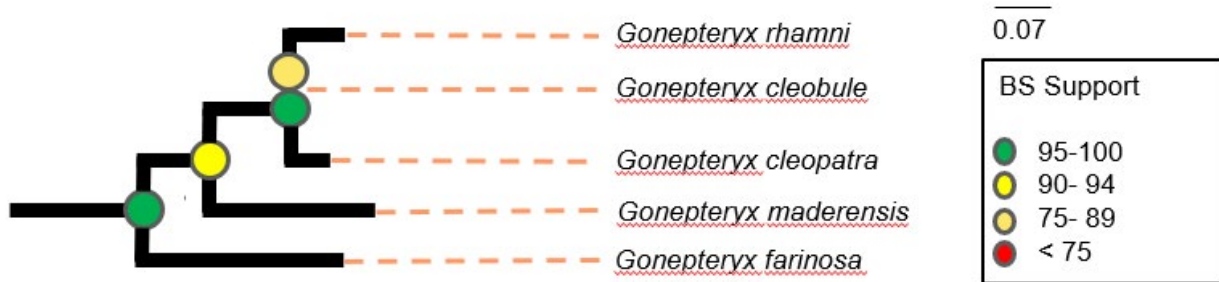 Gonepteryx rhamni
Gonepteryx cleobule
Gonepteryx cleopatra
Gonepteryx maderensis
Gonepteryx farinosa
0.07
BS Support
95-100
90- 94
75- 89
< 75